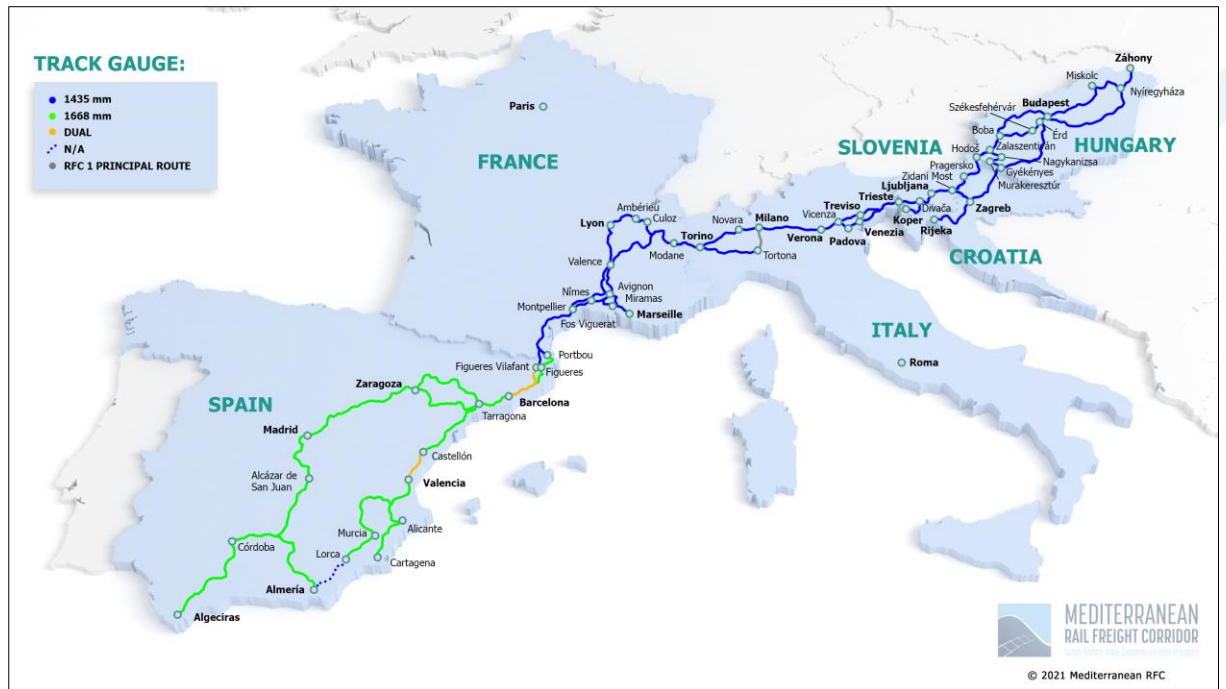 TRACK GAUGE:
1435 mm
1668 mm
DUAL
N/A
RFC 1 PRINCIPAL ROUTE
Záhony
Miskolc
Nyíregyháza
Paris
Székesfehérvár
Budapest
Boba
Érd
FRANCE
SLOVENIA
HUNGARY
Hodoš
Zalaszentiván
Pragersko
Nagykanizsa
Zidani Most
Gyékényes
Ljubljana
Murakeresztúr
Trieste
Treviso
Ambérieu
Culoz
Novara
Milano
Vicenza
Divača
Zagreb
Lyon
Torino
Koper
Rijeka
Verona
Padova
Venezia
Modane
Tortona
CROATIA
Valence
Nîmes
Avignon
Miramas
Montpellier
Marseille
Fos Viguerat
ITALY
Portbou
Roma
Figueres Vilafant
Figueres
Zaragoza
SPAIN
Barcelona
Tarragona
Madrid
Castellón
Alcázar de
San Juan
Valencia
Murcia
Alicante
Córdoba
Lorca
Cartagena
Almería
Algeciras
MEDITERRANEAN
RAIL FREIGHT CORRIDOR
© 2021 Mediterranean RFC